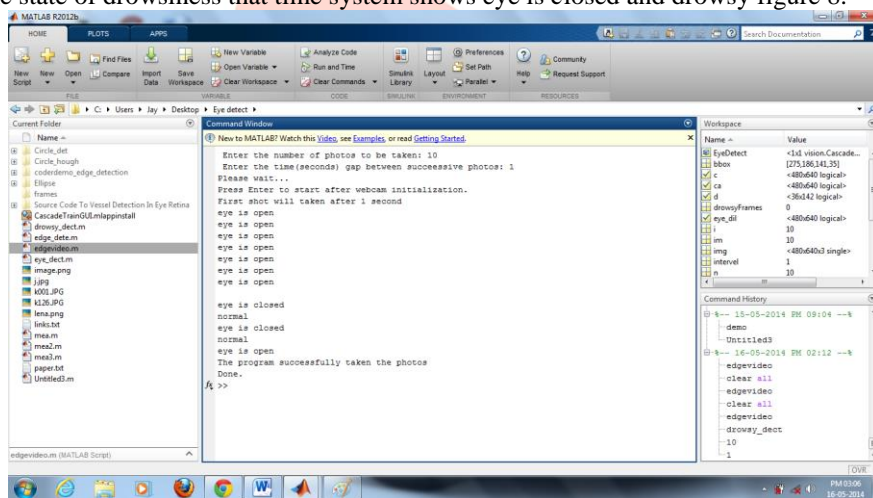 e state of drowsiness that time system shows eye is closed and drowsy figure 8.
MATLAB R2012b
HOME PLOTS APPS
Search Documentation
New Script
New
Open
Find Files
Compare
Import Data
Save Workspace
New Variable
Open Variable
Clear Workspace
Analyze Code
Run and Time
Clear Commands
Simulink Library
Layout
Preferences
Set Path
Parallel
Help
Community
Request Support
FILE VARIABLE CODE SIMULINK ENVIRONMENT RESOURCES
C: Users Jay Desktop Eye detect
Current Folder
Name
Circle_det
Circle_hough
coderdemo_edge_detection
Ellipse
frames
Source Code To Vessel Detection In Eye Retina
CascadeTrainGUI.mlappinstall
drowsy_dect.m
edge_dete.m
edgevideo.m
eye_dect.m
image.png
j.jpg
k001.JPG
k126.JPG
lena.png
links.txt
mea.m
mea2.m
mea3.m
paper.txt
Untitled3.m
edgevideo.m (MATLAB Script)
Command Window
New to MATLAB? Watch this Video, see Examples, or read Getting Started.
Enter the number of photos to be taken: 10
Enter the time(seconds) gap between succeessive photos: 1
Please wait...
Press Enter to start after webcam initialization.
First shot will taken after 1 second
eye is open
eye is open
eye is open
eye is open
eye is open
eye is open
eye is open
eye is closed
normal
eye is closed
normal
eye is open
The program successfully taken the photos
Done.
fx >>
Workspace
Name Value
EyeDetect <1x1 vision.Cascade...
bbox [275,186,141,35]
c <480x640 logical>
ca <480x640 logical>
d <36x142 logical>
drowsyFrames 0
eye_dil <480x640 logical>
i 10
im 10
img <480x640x3 single>
intervel 1
n 10
Command History
%-- 15-05-2014 PM 09:04 --%
demo
Untitled3
%-- 16-05-2014 PM 02:12 --%
edgevideo
clear all
edgevideo
clear all
edgevideo
drowsy_dect
10
1
OVR
PM 03:06
16-05-2014